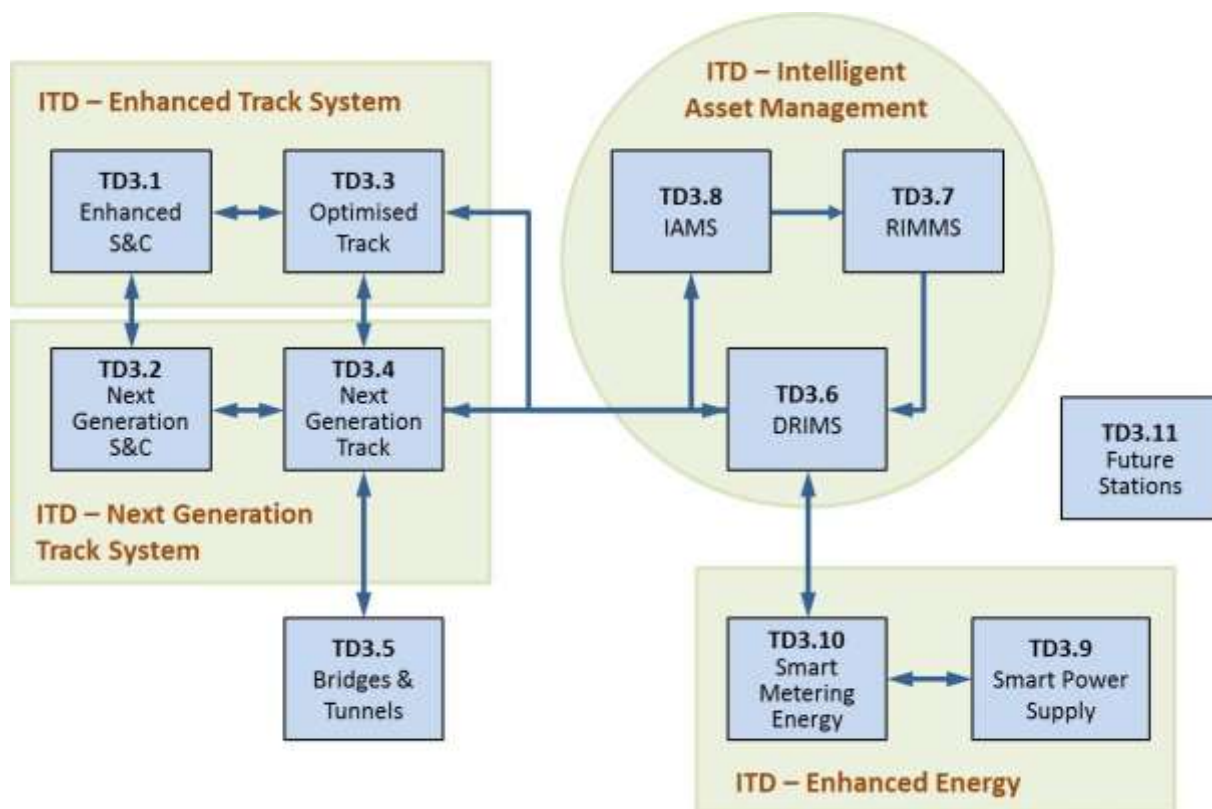 ITD – Enhanced Track System
TD3.1
Enhanced
S&C
TD3.3
Optimised
Track
TD3.2
Next
Generation
S&C
TD3.4
Next
Generation
Track
ITD – Next Generation
Track System
TD3.5
Bridges &
Tunnels
ITD – Intelligent
Asset Management
TD3.8
IAMS
TD3.7
RIMMS
TD3.6
DRIMS
TD3.11
Future
Stations
TD3.10
Smart
Metering
Energy
TD3.9
Smart Power
Supply
ITD – Enhanced Energy